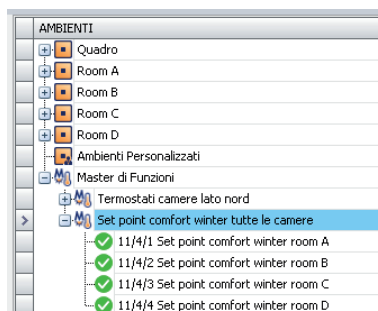 AMBIENTI
Quadro
Room A
Room B
Room C
Room D
Ambienti Personalizzati
Master di Funzioni
Termostati camere lato nord
Set point comfort winter tutte le camere
11/4/1 Set point comfort winter room A
11/4/2 Set point comfort winter room B
11/4/3 Set point comfort winter room C
11/4/4 Set point comfort winter room D